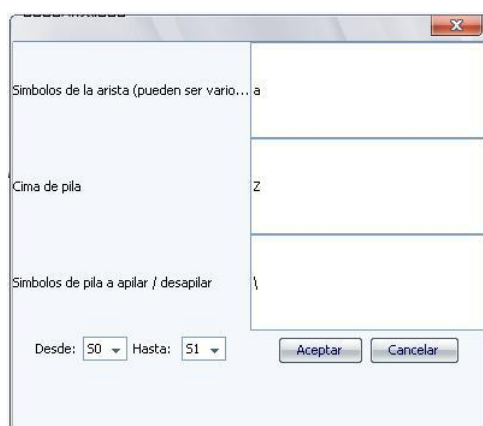 Simbolos de la arista (pueden ser vario... a
Cima de pila Z
Simbolos de pila a apilar / desapilar \
Desde: S0 Hasta: S1 Aceptar Cancelar